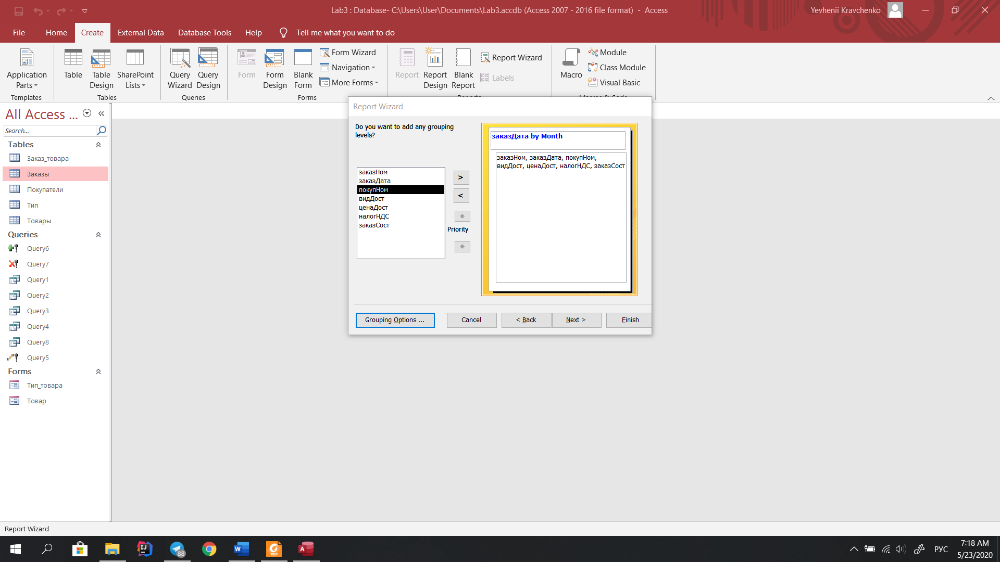 Lab3 : Database- C:\Users\User\Documents\Lab3.accdb (Access 2007 - 2016 file format) - Access
Yevhenii Kravchenko
File Home Create External Data Database Tools Help Tell me what you want to do
Application Parts
Templates
Table
Table Design
SharePoint Lists
Tables
Query Wizard
Query Design
Queries
Form
Form Design
Blank Form
Form Wizard
Navigation
More Forms
Forms
Report
Report Design
Blank Report
Report Wizard
Labels
Reports
Macro
Module
Class Module
Visual Basic
Macros & Code
All Access ...
Search...
Tables
Заказ_товара
Заказы
Покупатели
Тип
Товары
Queries
Query6
Query7
Query1
Query2
Query3
Query4
Query8
Query5
Forms
Тип_товара
Товар
Report Wizard
Do you want to add any grouping
levels?
заказНом
заказДата
покупНом
видДост
ценаДост
налогНДС
заказСост
>
<
Priority
заказДата by Month
заказНом, заказДата, покупНом,
видДост, ценаДост, налогНДС, заказСост
Grouping Options ...
Cancel
< Back
Next >
Finish
Report Wizard
88
PDF
РУС
7:18 AM
5/23/2020